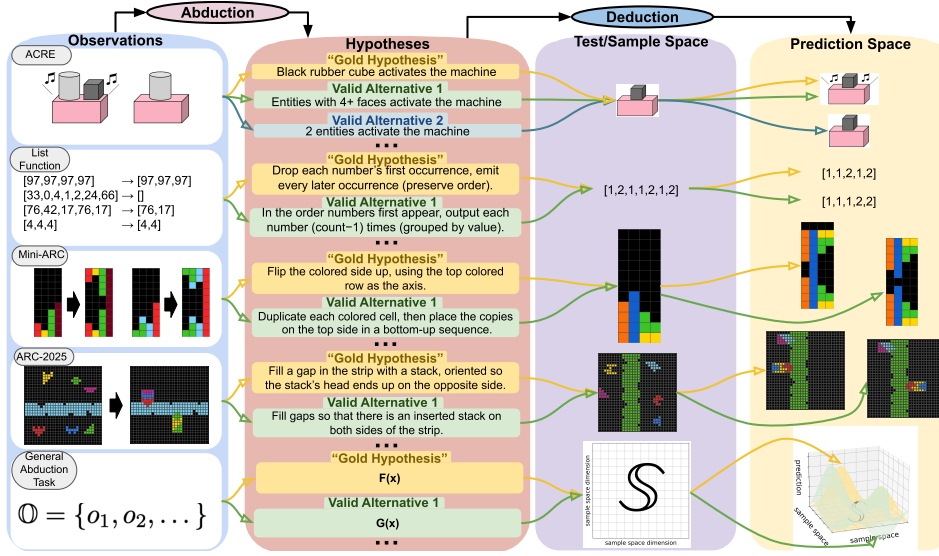 Abduction
Deduction
Observations
Hypotheses
Test/Sample Space
Prediction Space
ACRE
“Gold Hypothesis”
Black rubber cube activates the machine
Valid Alternative 1
Entities with 4+ faces activate the machine
Valid Alternative 2
2 entities activate the machine
...
List
Function
[97,97,97,97] → [97,97,97]
[33,0,4,1,2,24,66] → []
[76,42,17,76,17] → [76,17]
[4,4,4] → [4,4]
“Gold Hypothesis”
Drop each number’s first occurrence, emit
every later occurrence (preserve order).
Valid Alternative 1
In the order numbers first appear, output each
number (count−1) times (grouped by value).
...
[1,2,1,1,2,1,2]
[1,1,2,1,2]
[1,1,1,2,2]
Mini-ARC
“Gold Hypothesis”
Flip the colored side up, using the top colored
row as the axis.
Valid Alternative 1
Duplicate each colored cell, then place the copies
on the top side in a bottom-up sequence.
...
ARC-2025
“Gold Hypothesis”
Fill a gap in the strip with a stack, oriented so
the stack’s head ends up on the opposite side.
Valid Alternative 1
Fill gaps so that there is an inserted stack on
both sides of the strip.
...
General
Abduction
Task
𝕆 = {o₁, o₂, . . . }
“Gold Hypothesis”
F(x)
Valid Alternative 1
G(x)
...
sample space dimension
S
sample space dimension
prediction
sample space
sample space